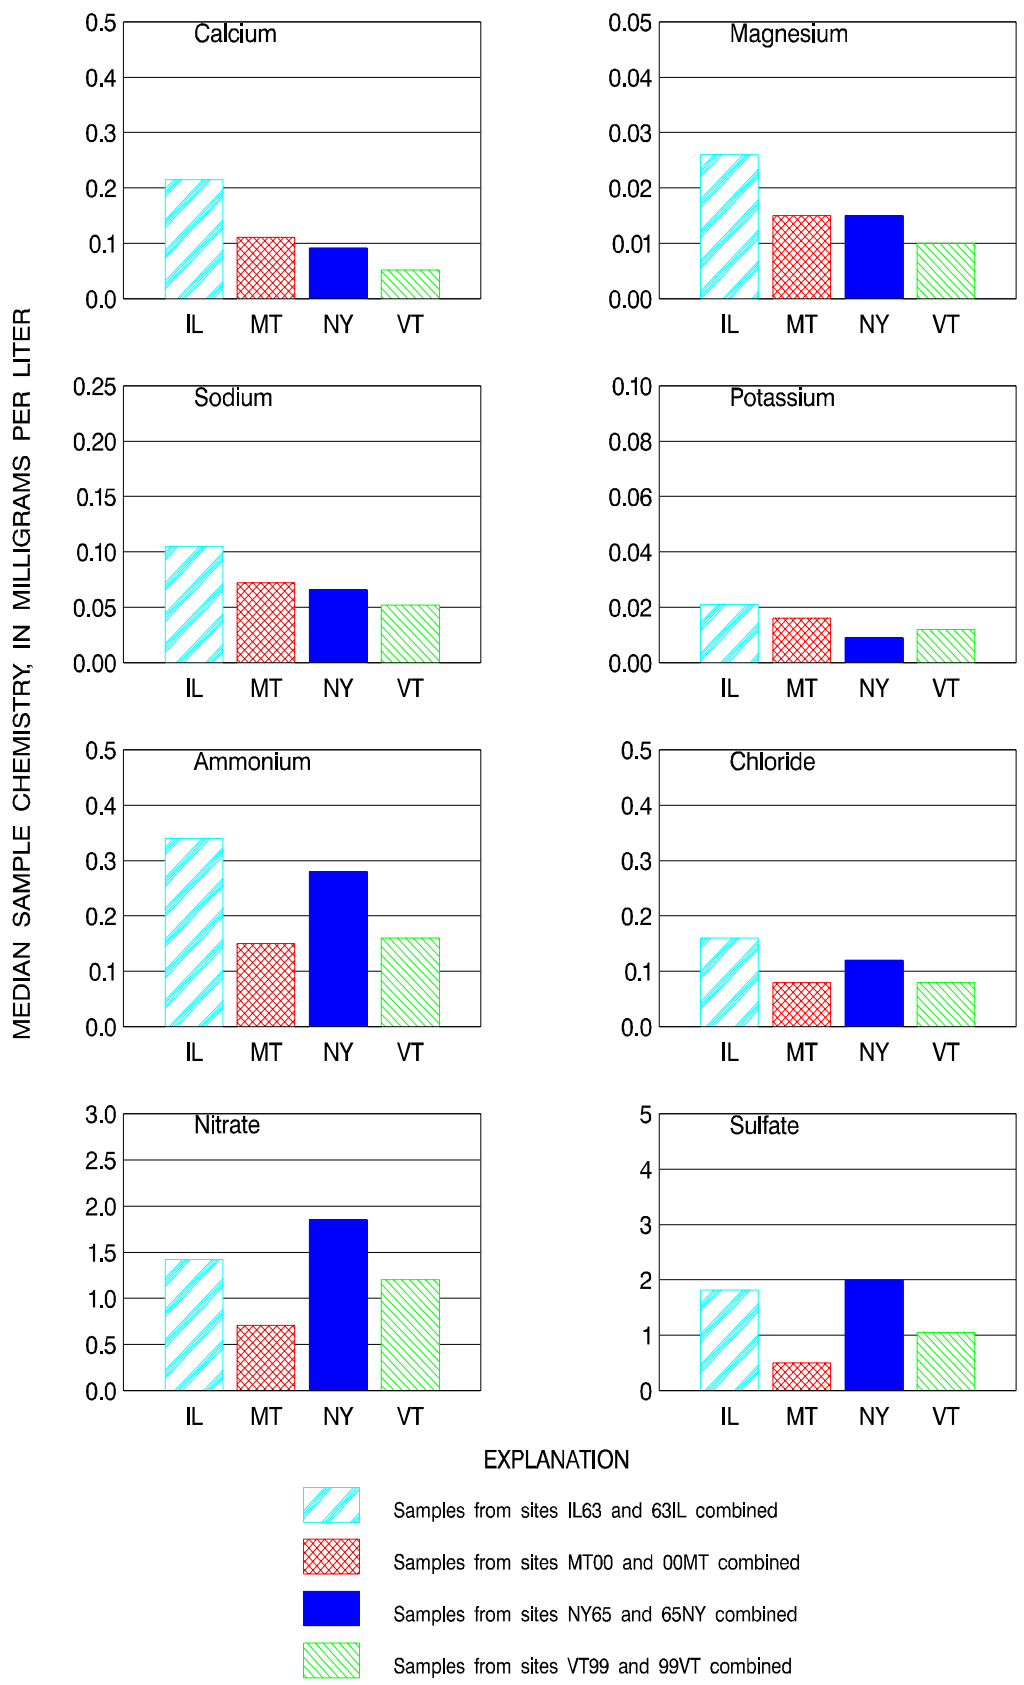 MEDIAN SAMPLE CHEMISTRY, IN MILLIGRAMS PER LITER
Calcium
0.5
0.4
0.3
0.2
0.1
0.0
IL MT NY VT
Magnesium
0.05
0.04
0.03
0.02
0.01
0.00
IL MT NY VT
Sodium
0.25
0.20
0.15
0.10
0.05
0.00
IL MT NY VT
Potassium
0.10
0.08
0.06
0.04
0.02
0.00
IL MT NY VT
Ammonium
0.5
0.4
0.3
0.2
0.1
0.0
IL MT NY VT
Chloride
0.5
0.4
0.3
0.2
0.1
0.0
IL MT NY VT
Nitrate
3.0
2.5
2.0
1.5
1.0
0.5
0.0
IL MT NY VT
Sulfate
5
4
3
2
1
0
IL MT NY VT
EXPLANATION
Samples from sites IL63 and 63IL combined
Samples from sites MT00 and 00MT combined
Samples from sites NY65 and 65NY combined
Samples from sites VT99 and 99VT combined